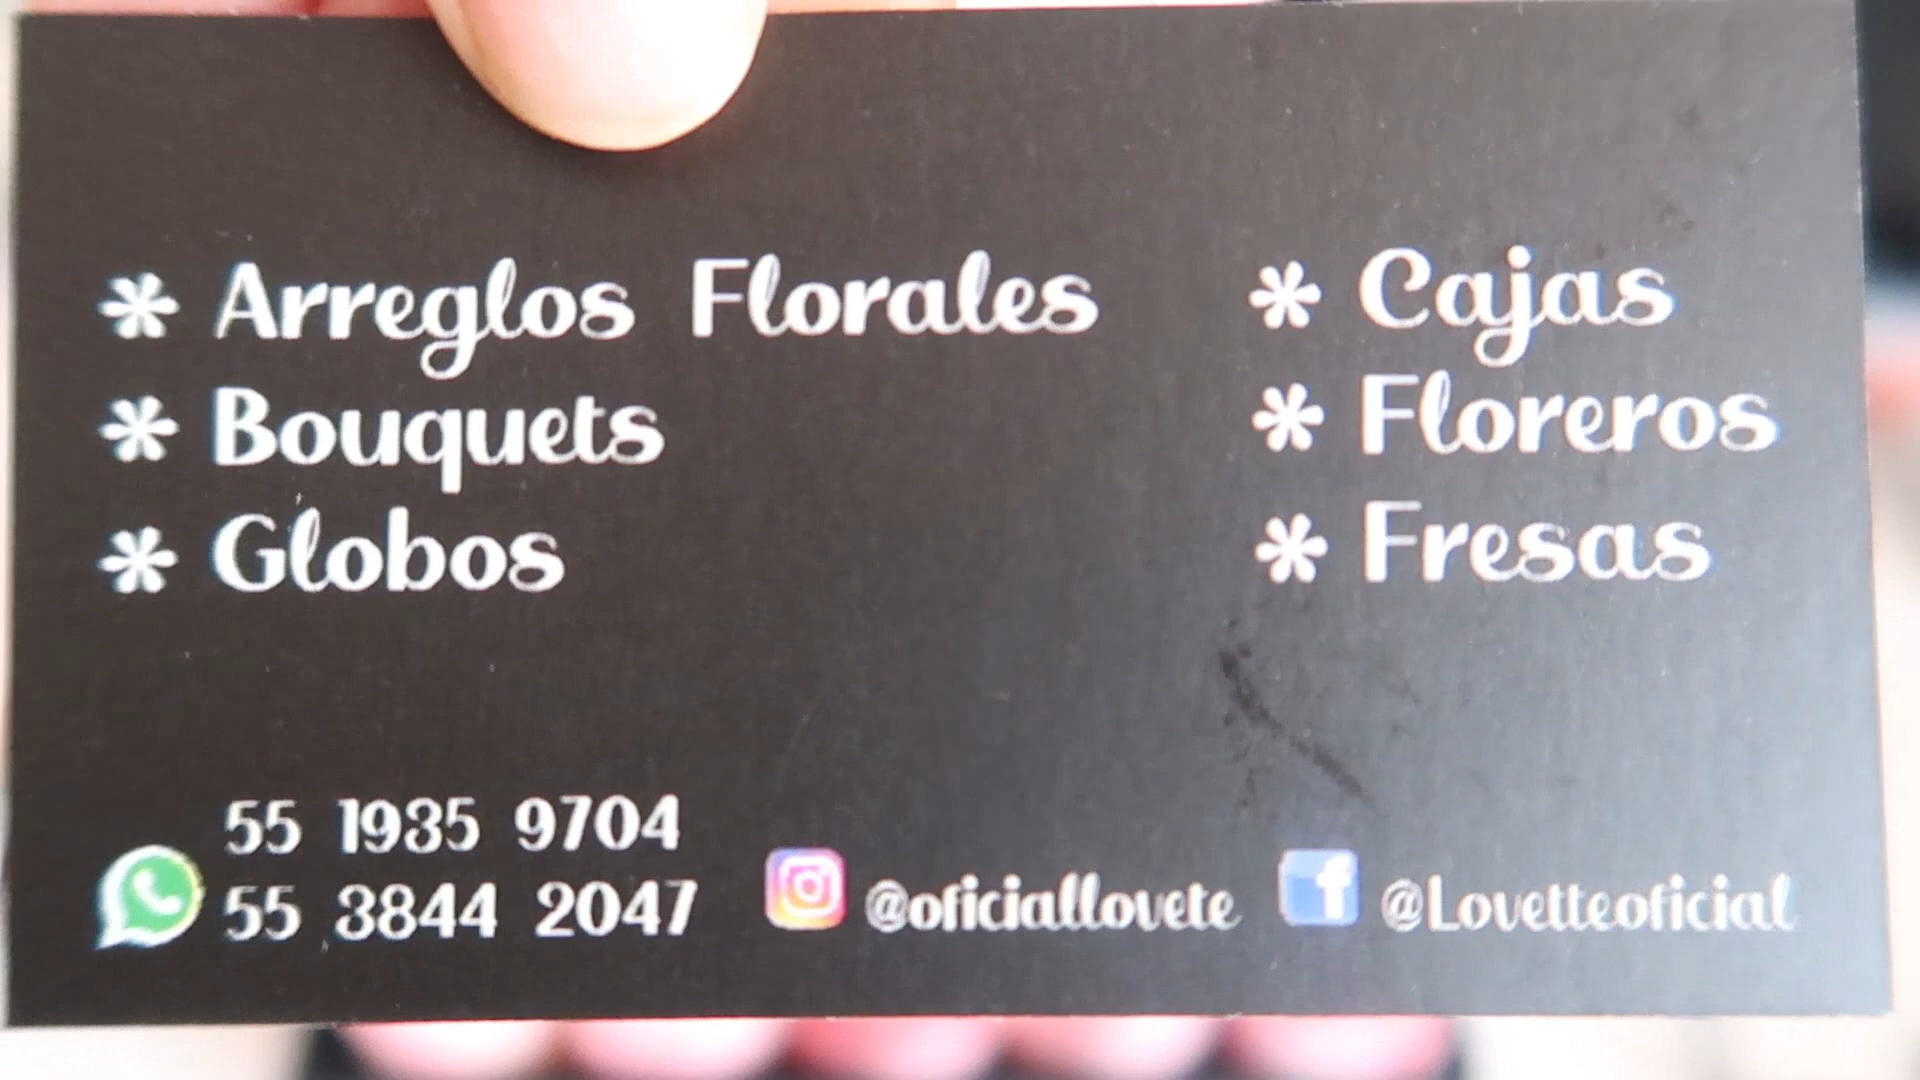 * Arreglos Florales
* Bouquets
* Globos
* Cajas
* Floreros
* Fresas
55 1935 9704
55 3844 2047
@oficiallovete
@Lovetteoficial